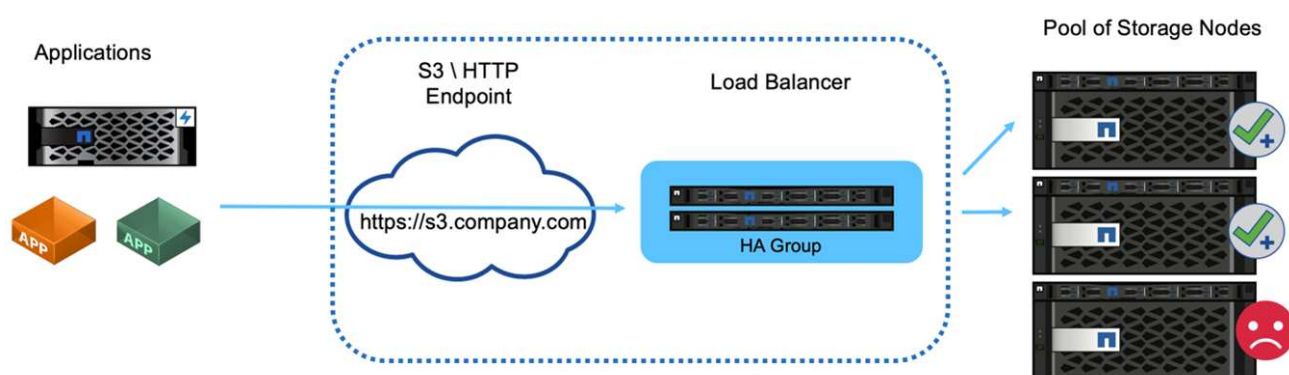 Applications
APP
APP
S3 \ HTTP
Endpoint
https://s3.company.com
Load Balancer
HA Group
Pool of Storage Nodes